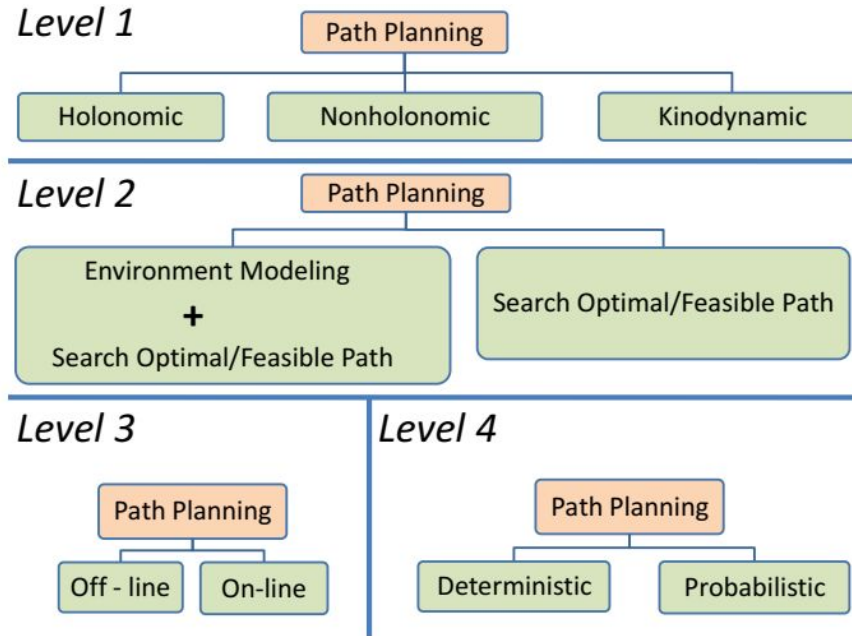 Level 1
Path Planning
Holonomic
Nonholonomic
Kinodynamic
Level 2
Path Planning
Environment Modeling
+
Search Optimal/Feasible Path
Search Optimal/Feasible Path
Level 3
Path Planning
Off - line
On-line
Level 4
Path Planning
Deterministic
Probabilistic